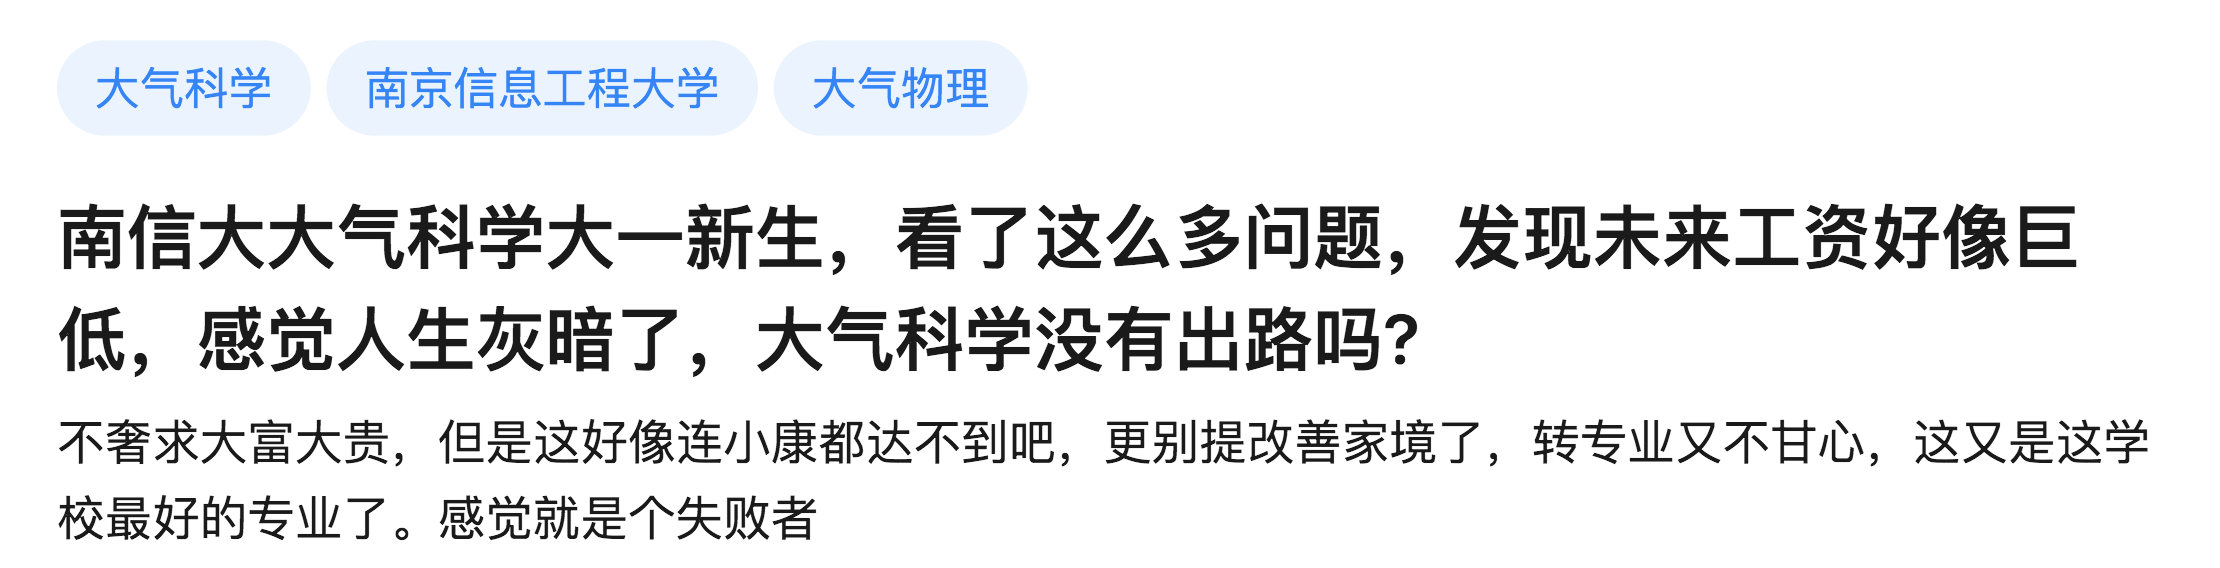 大气科学 南京信息工程大学 大气物理
南信大大气科学大一新生，看了这么多问题，发现未来工资好像巨
低，感觉人生灰暗了，大气科学没有出路吗?
不奢求大富大贵，但是这好像连小康都达不到吧，更别提改善家境了，转专业又不甘心，这又是这学
校最好的专业了。感觉就是个失败者